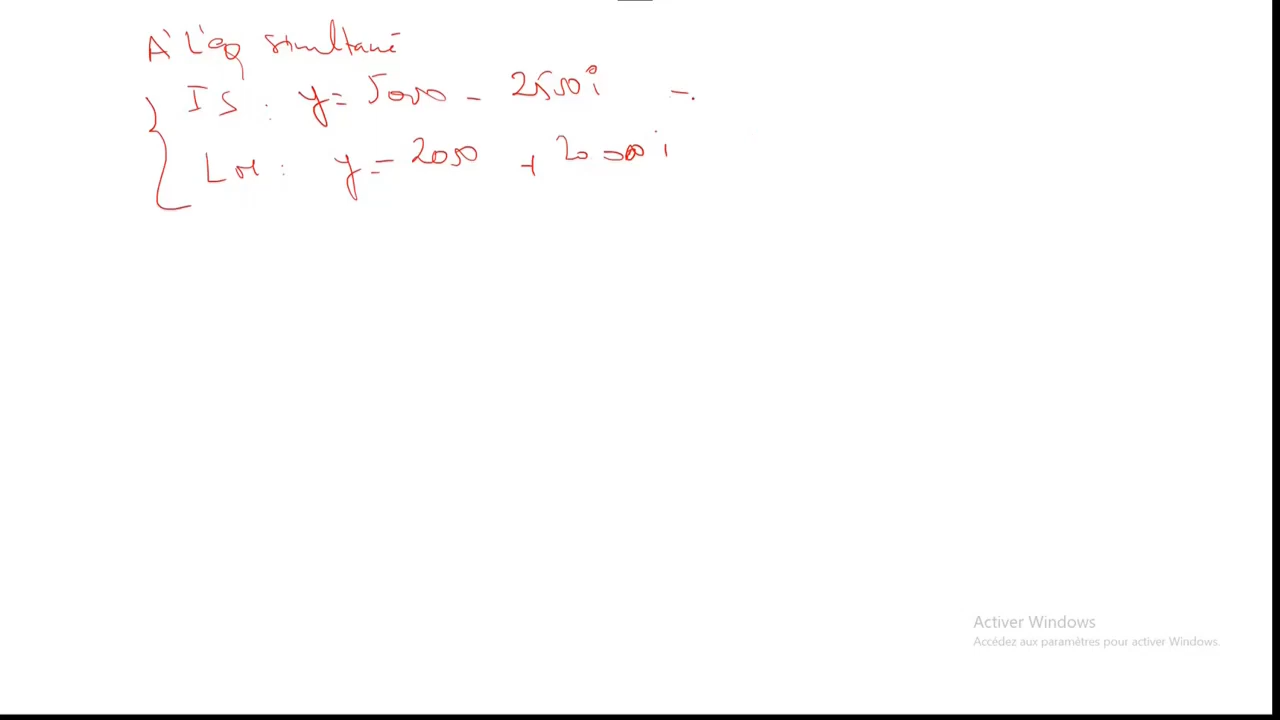 A' L'eq simultané
IS : y = 5000 - 2500i -.
LM : y = 2000 + 20000i
Activer Windows
Accédez aux paramètres pour activer Windows.